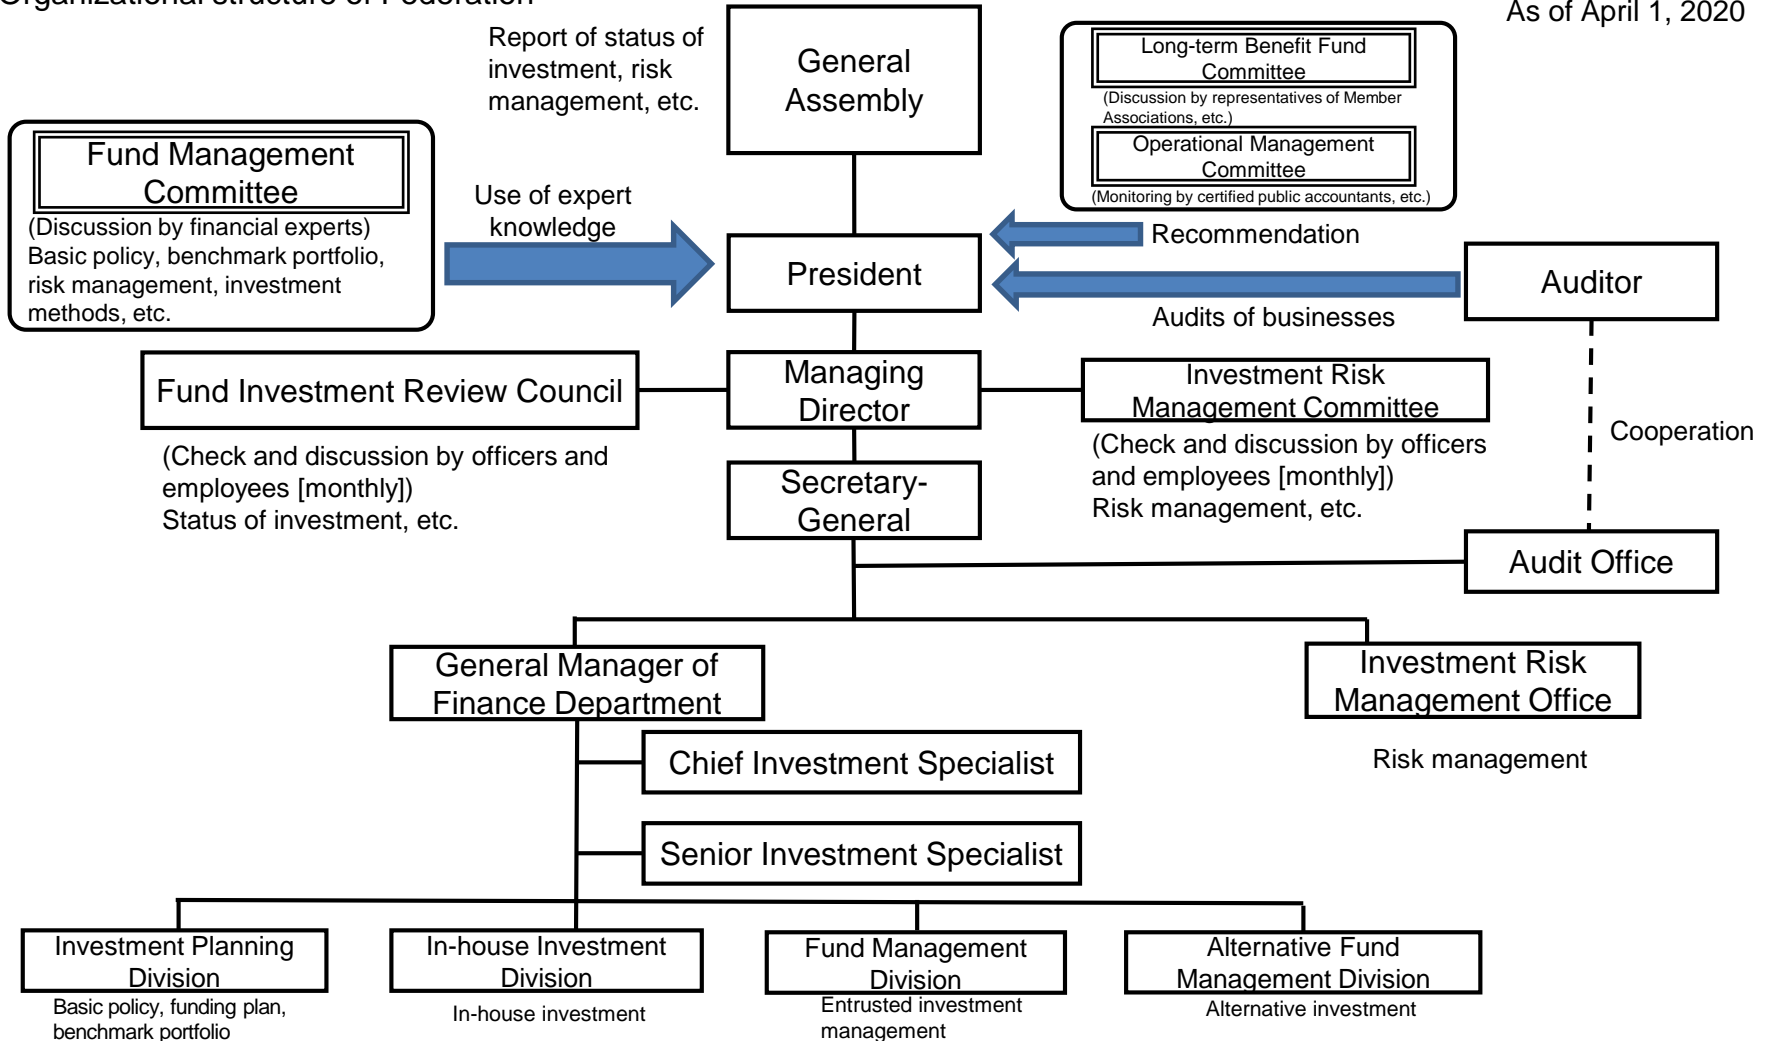 Organizational structure of Federation
As of April 1, 2020
Report of status of
investment, risk
management, etc.
General
Assembly
Long-term Benefit Fund
Committee
(Discussion by representatives of Member
Associations, etc.)
Operational Management
Committee
(Monitoring by certified public accountants, etc.)
Fund Management
Committee
(Discussion by financial experts)
Basic policy, benchmark portfolio,
risk management, investment
methods, etc.
Use of expert
knowledge
President
Recommendation
Audits of businesses
Auditor
Fund Investment Review Council
(Check and discussion by officers and
employees [monthly])
Status of investment, etc.
Managing
Director
Investment Risk
Management Committee
(Check and discussion by officers
and employees [monthly])
Risk management, etc.
Cooperation
Secretary-
General
Audit Office
General Manager of
Finance Department
Investment Risk
Management Office
Risk management
Chief Investment Specialist
Senior Investment Specialist
Investment Planning
Division
Basic policy, funding plan,
benchmark portfolio
In-house Investment
Division
In-house investment
Fund Management
Division
Entrusted investment
management
Alternative Fund
Management Division
Alternative investment